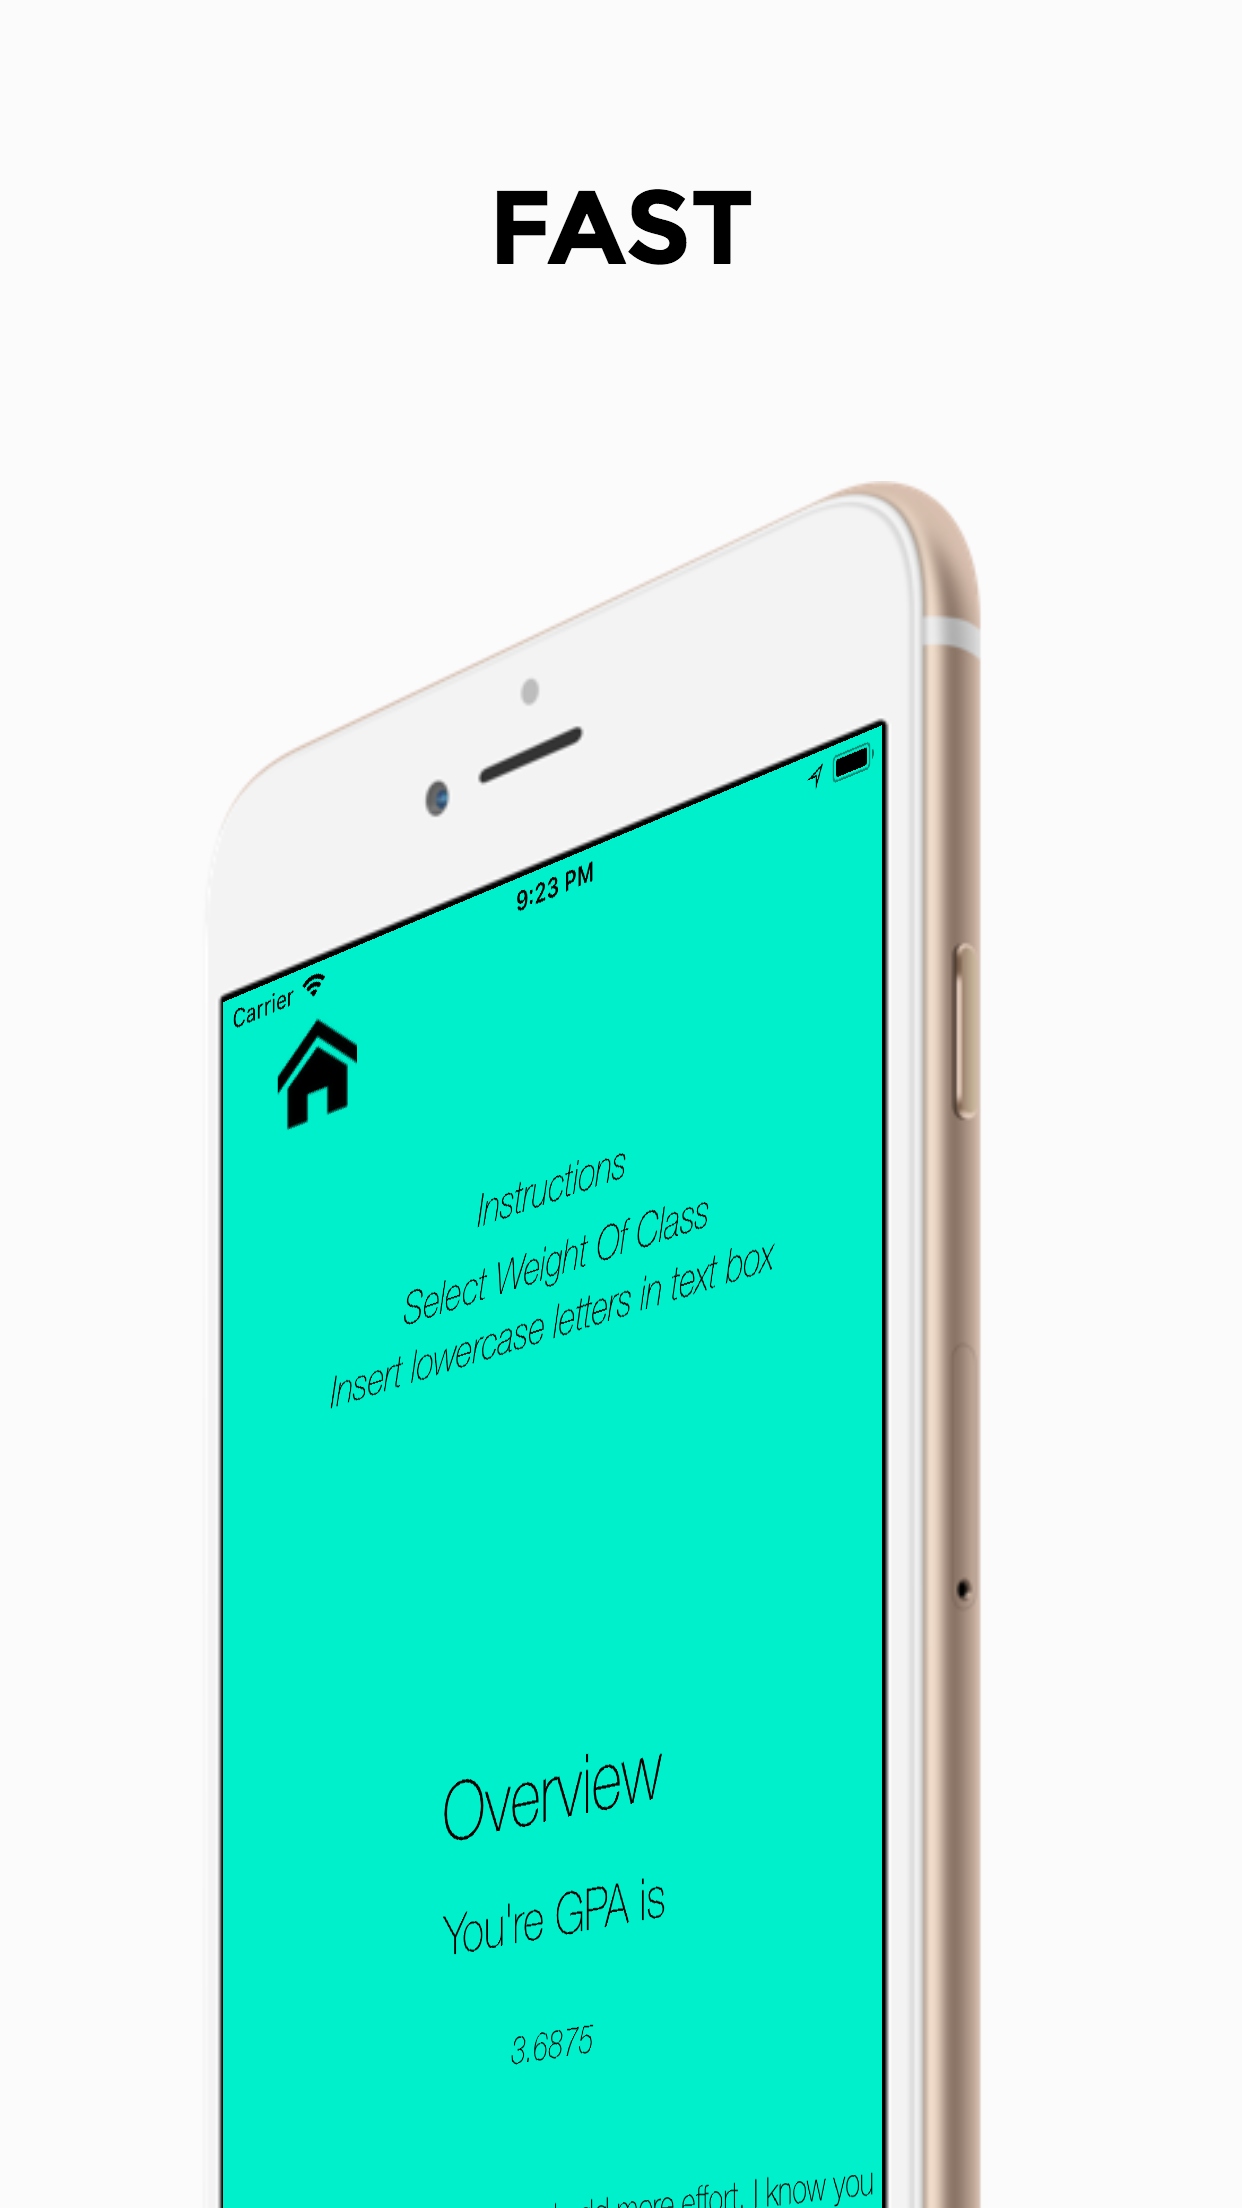 FAST
9:23 PM
Carrier
Instructions
Select Weight Of Class
Insert lowercase letters in text box
Overview
You're GPA is
3.6875
more effort. I know you